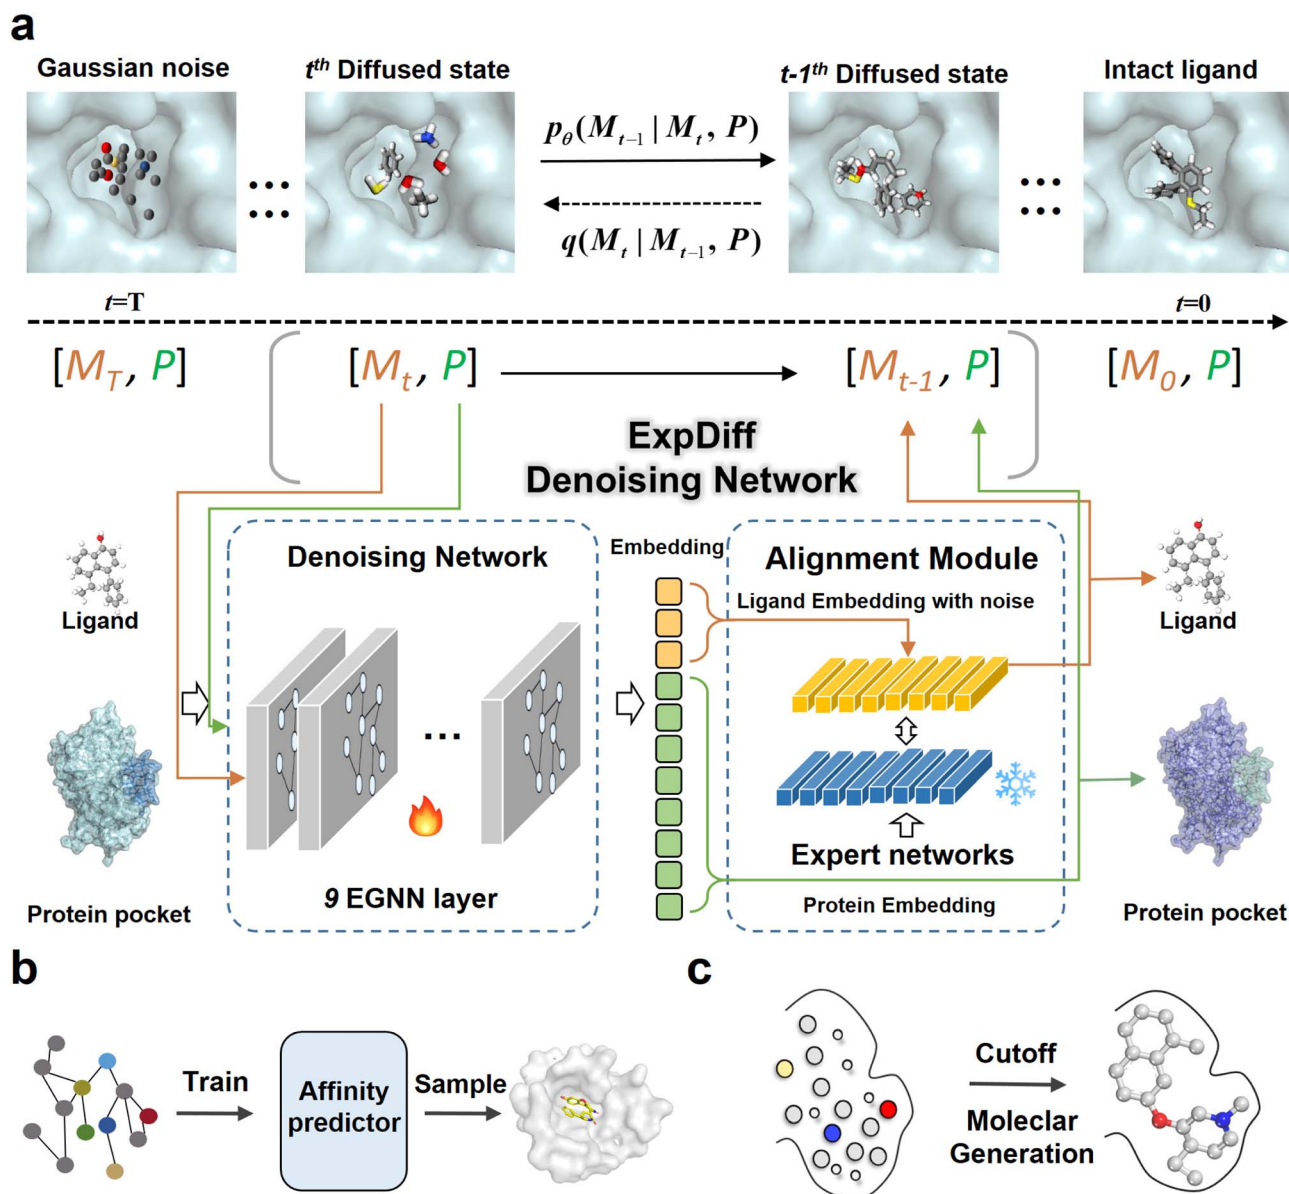 a
Gaussian noise
tth Diffused state
t-1th Diffused state
Intact ligand
pθ(Mt−1 | Mt, P)
q(Mt | Mt−1, P)
t=T
t=0
[MT, P]
[Mt, P]
[Mt-1, P]
[M0, P]
ExpDiff
Denoising Network
Denoising Network
Embedding
Alignment Module
Ligand Embedding with noise
Ligand
Ligand
...
Expert networks
9 EGNN layer
Protein Embedding
Protein pocket
Protein pocket
b
Train
Affinity
predictor
Sample
c
Cutoff
Moleclar
Generation